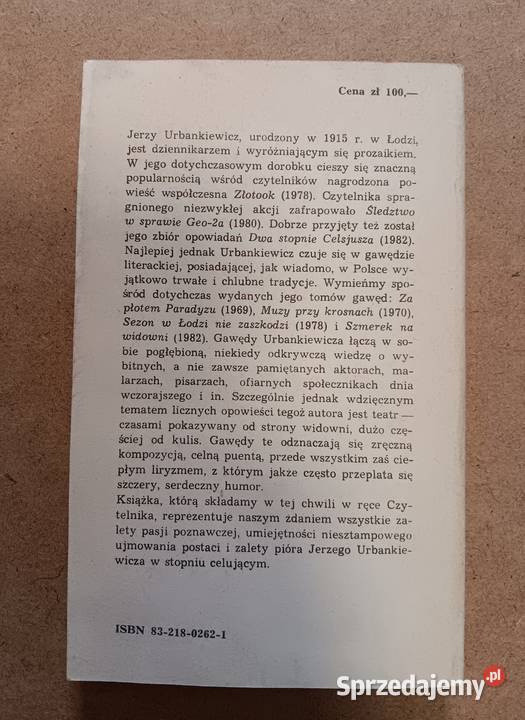 Cena zł 100,—
Jerzy Urbankiewicz, urodzony w 1915 r. w Łodzi,
jest dziennikarzem i wyróżniającym się prozaikiem.
W jego dotychczasowym dorobku cieszy się znaczną
popularnością wśród czytelników nagrodzona po-
wieść współczesna Złotook (1978). Czytelnika spra-
gnionego niezwykłej akcji zafrapowało Śledztwo
w sprawie Geo-2a (1980). Dobrze przyjęty też został
jego zbiór opowiadań Dwa stopnie Celsjusza (1982).
Najlepiej jednak Urbankiewicz czuje się w gawędzie
literackiej, posiadającej, jak wiadomo, w Polsce wy-
jątkowo trwałe i chlubne tradycje. Wymieńmy spo-
śród dotychczas wydanych jego tomów gawęd: Za
płotem Paradyzu (1969), Muzy przy krosnach (1970),
Sezon w Łodzi nie zaszkodzi (1978) i Szmerek na
widowni (1982). Gawędy Urbankiewicza łączą w so-
bie pogłębioną, niekiedy odkrywczą wiedzę o wy-
bitnych, a nie zawsze pamiętanych aktorach, ma-
larzach, pisarzach, ofiarnych społecznikach dnia
wczorajszego i in. Szczególnie jednak wdzięcznym
tematem licznych opowieści tegoż autora jest teatr —
czasami pokazywany od strony widowni, dużo czę-
ściej od kulis. Gawędy te odznaczają się zręczną
kompozycją, celną puentą, przede wszystkim zaś cie-
płym liryzmem, z którym jakże często przeplata się
szczery, serdeczny humor.
Książka, którą składamy w tej chwili w ręce Czy-
telnika, reprezentuje naszym zdaniem wszystkie za-
lety pasji poznawczej, umiejętności niesztampowego
ujmowania postaci i zalety pióra Jerzego Urbankie-
wicza w stopniu celującym.
ISBN 83-218-0262-1
Sprzedajemy.pl